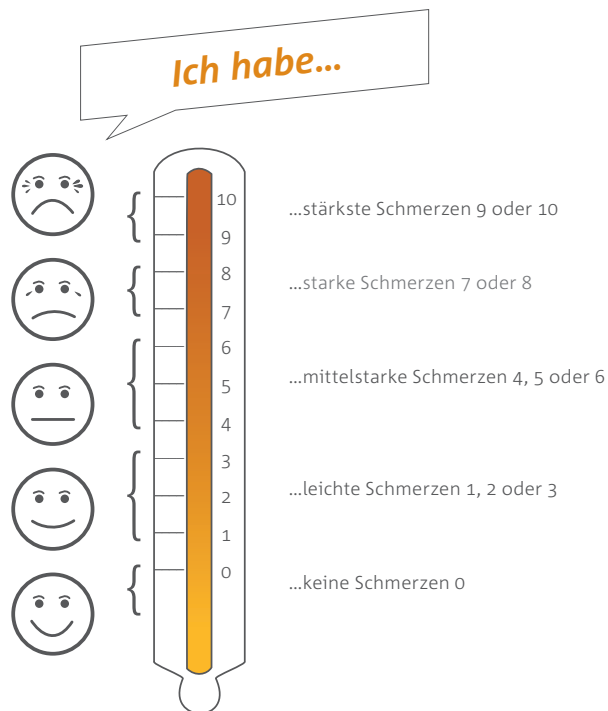 Ich habe...
10
...stärkste Schmerzen 9 oder 10
9
8
...starke Schmerzen 7 oder 8
7
6
...mittelstarke Schmerzen 4, 5 oder 6
5
4
3
...leichte Schmerzen 1, 2 oder 3
2
1
0
...keine Schmerzen 0